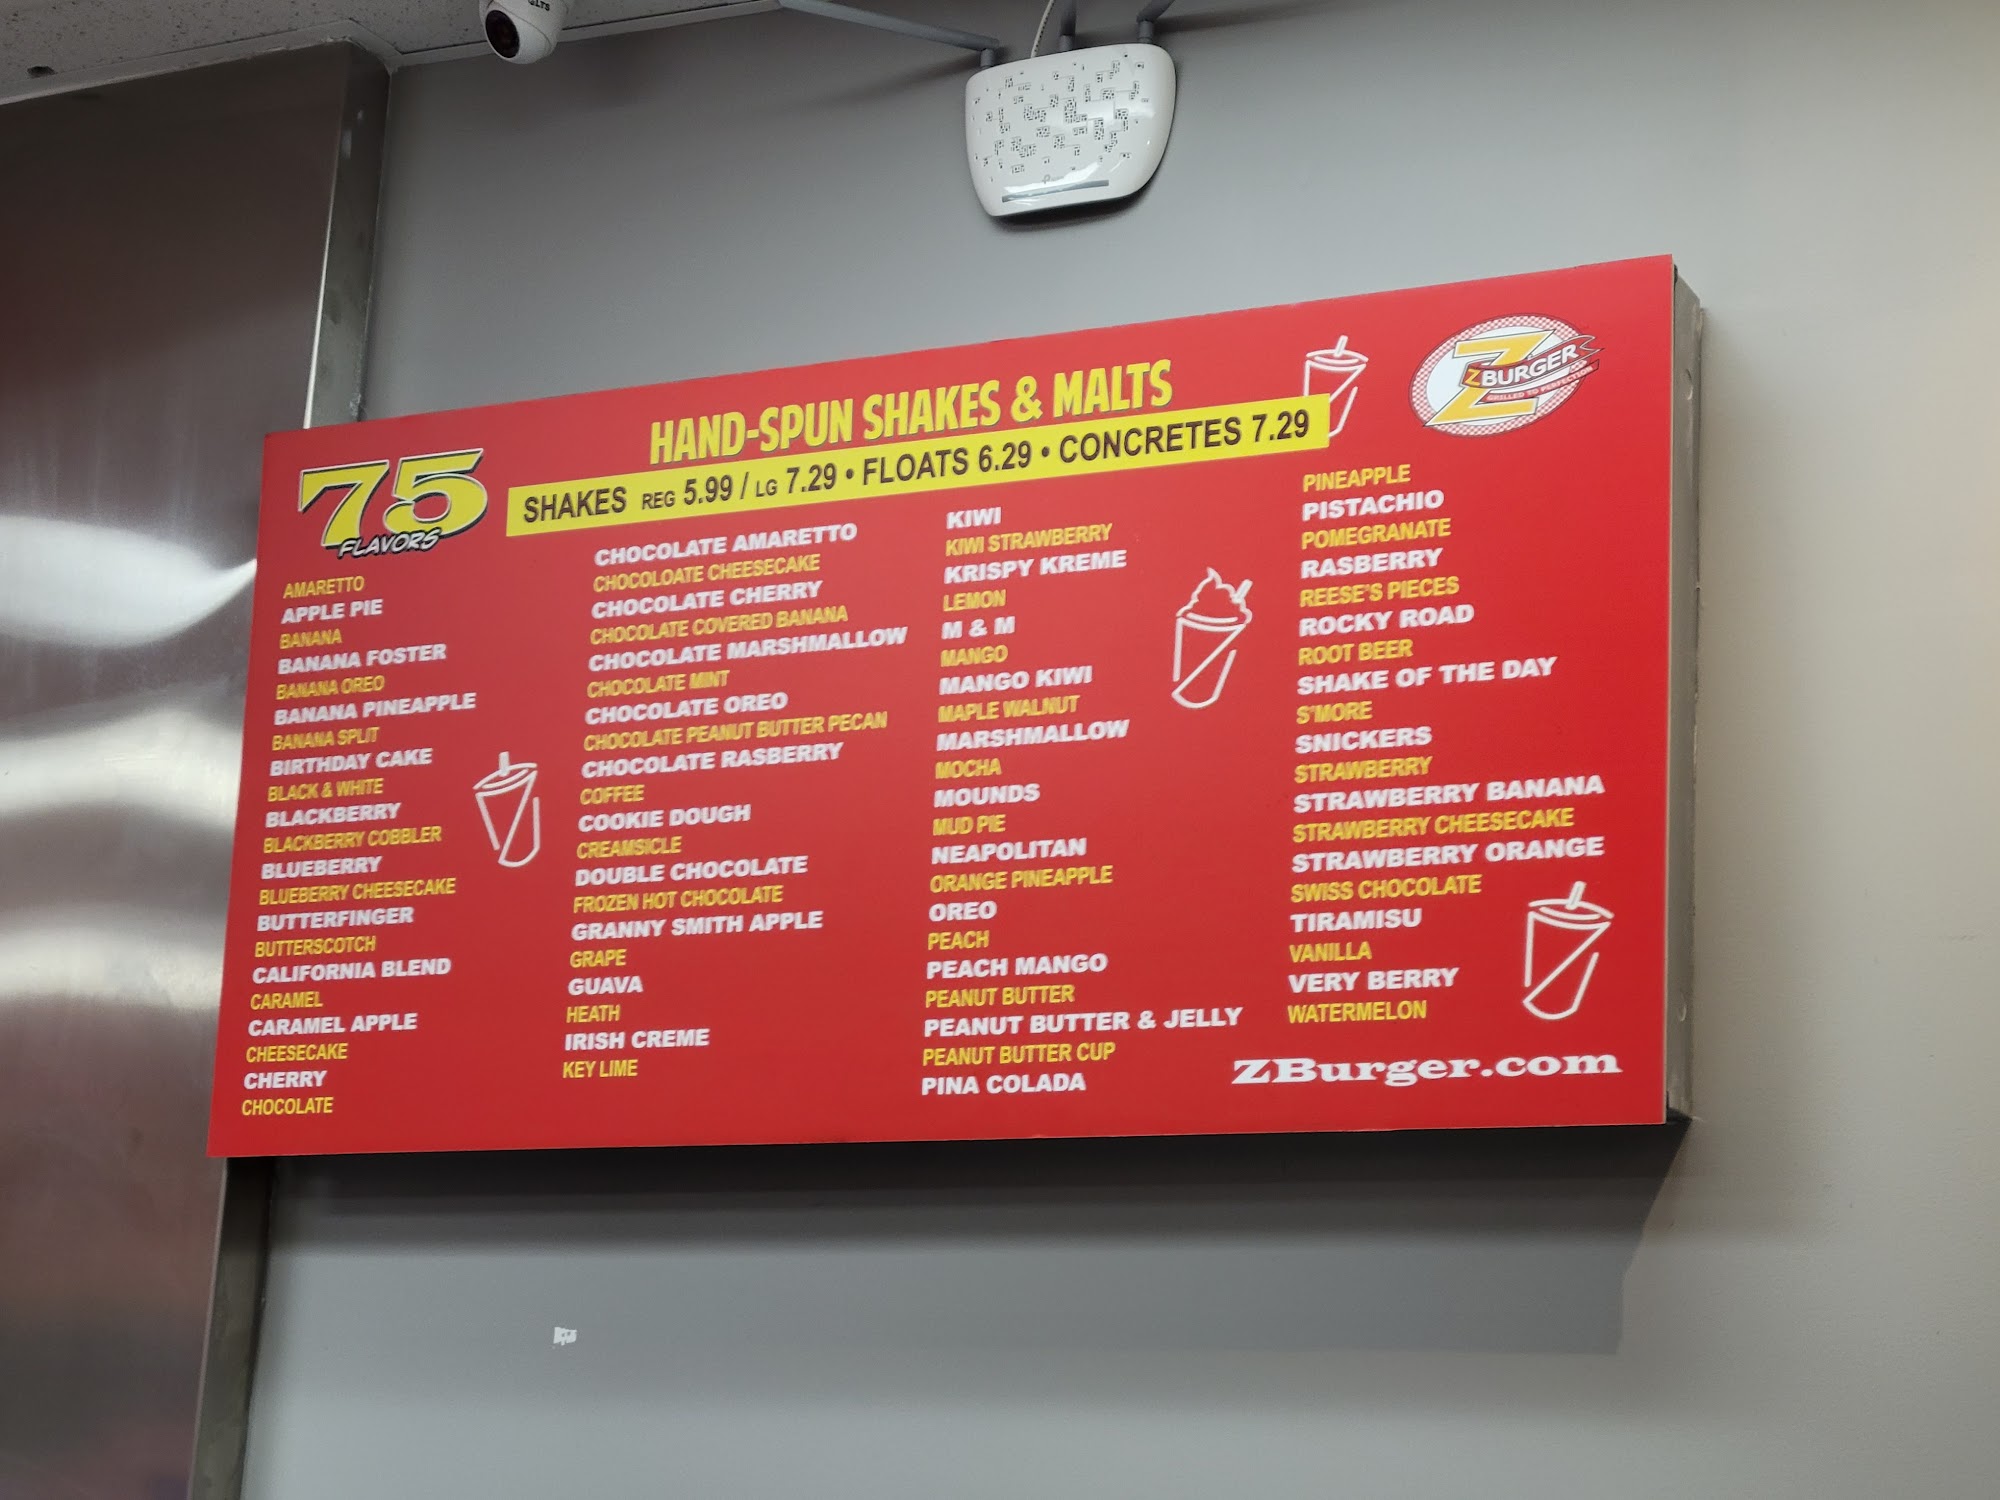 HAND-SPUN SHAKES & MALTS
SHAKES REG 5.99 / LG 7.29 • FLOATS 6.29 • CONCRETES 7.29
Z BURGER
GRILLED TO PERFECTION
75
FLAVORS
AMARETTO
APPLE PIE
BANANA
BANANA FOSTER
BANANA OREO
BANANA PINEAPPLE
BANANA SPLIT
BIRTHDAY CAKE
BLACK & WHITE
BLACKBERRY
BLACKBERRY COBBLER
BLUEBERRY
BLUEBERRY CHEESECAKE
BUTTERFINGER
BUTTERSCOTCH
CALIFORNIA BLEND
CARAMEL
CARAMEL APPLE
CHEESECAKE
CHERRY
CHOCOLATE
CHOCOLATE AMARETTO
CHOCOLOATE CHEESECAKE
CHOCOLATE CHERRY
CHOCOLATE COVERED BANANA
CHOCOLATE MARSHMALLOW
CHOCOLATE MINT
CHOCOLATE OREO
CHOCOLATE PEANUT BUTTER PECAN
CHOCOLATE RASBERRY
COFFEE
COOKIE DOUGH
CREAMSICLE
DOUBLE CHOCOLATE
FROZEN HOT CHOCOLATE
GRANNY SMITH APPLE
GRAPE
GUAVA
HEATH
IRISH CREME
KEY LIME
KIWI
KIWI STRAWBERRY
KRISPY KREME
LEMON
M & M
MANGO
MANGO KIWI
MAPLE WALNUT
MARSHMALLOW
MOCHA
MOUNDS
MUD PIE
NEAPOLITAN
ORANGE PINEAPPLE
OREO
PEACH
PEACH MANGO
PEANUT BUTTER
PEANUT BUTTER & JELLY
PEANUT BUTTER CUP
PINA COLADA
PINEAPPLE
PISTACHIO
POMEGRANATE
RASBERRY
REESE'S PIECES
ROCKY ROAD
ROOT BEER
SHAKE OF THE DAY
S'MORE
SNICKERS
STRAWBERRY
STRAWBERRY BANANA
STRAWBERRY CHEESECAKE
STRAWBERRY ORANGE
SWISS CHOCOLATE
TIRAMISU
VANILLA
VERY BERRY
WATERMELON
ZBurger.com